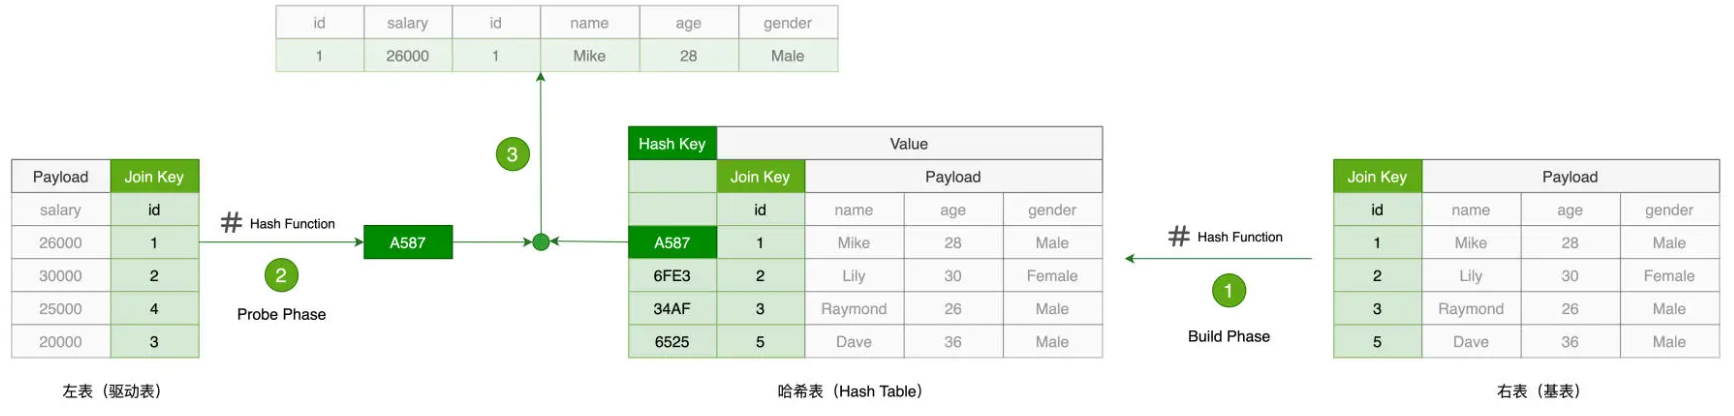 id salary id name age gender
1 26000 1 Mike 28 Male
3
Hash Key Value
Payload Join Key
Join Key Payload
Join Key Payload
salary id
id name age gender
id name age gender
# Hash Function
# Hash Function
26000 1
A587
A587 1 Mike 28 Male
1 Mike 28 Male
30000 2
2
6FE3 2 Lily 30 Female
1
2 Lily 30 Female
25000 4
Probe Phase
34AF 3 Raymond 26 Male
3 Raymond 26 Male
20000 3
6525 5 Dave 36 Male
Build Phase
5 Dave 36 Male
左表（驱动表）
哈希表（Hash Table）
右表（基表）